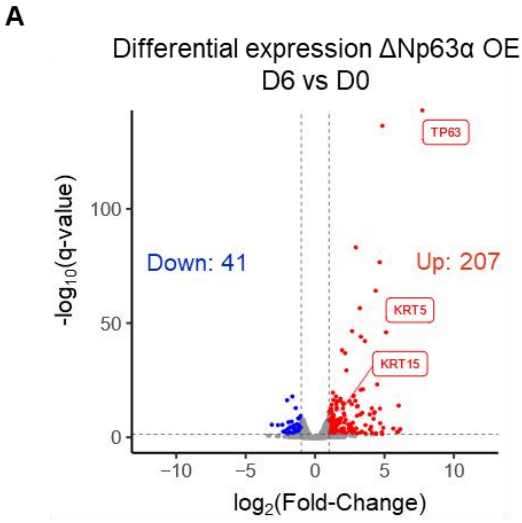 A
Differential expression ΔNp63α OE
D6 vs D0
-log10(q-value)
100
50
0
Down: 41
Up: 207
TP63
KRT5
KRT15
−10
−5
0
5
10
log2(Fold-Change)